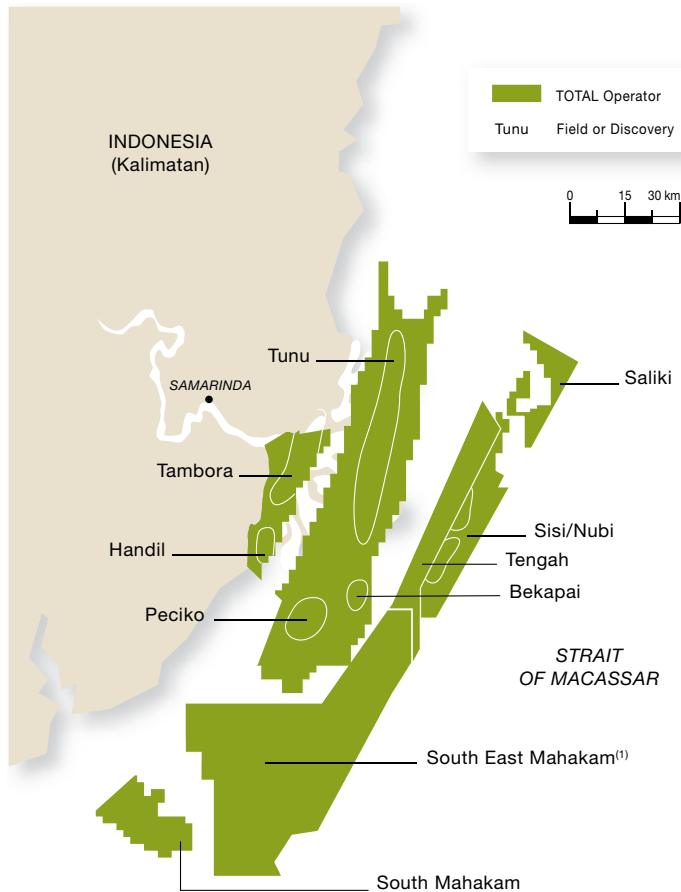 INDONESIA
(Kalimatan)
TOTAL Operator
Tunu Field or Discovery
0 15 30 km
Tunu
SAMARINDA
Saliki
Tambora
Sisi/Nubi
Handil
Tengah
Bekapai
Peciko
STRAIT
OF MACASSAR
South East Mahakam(1)
South Mahakam